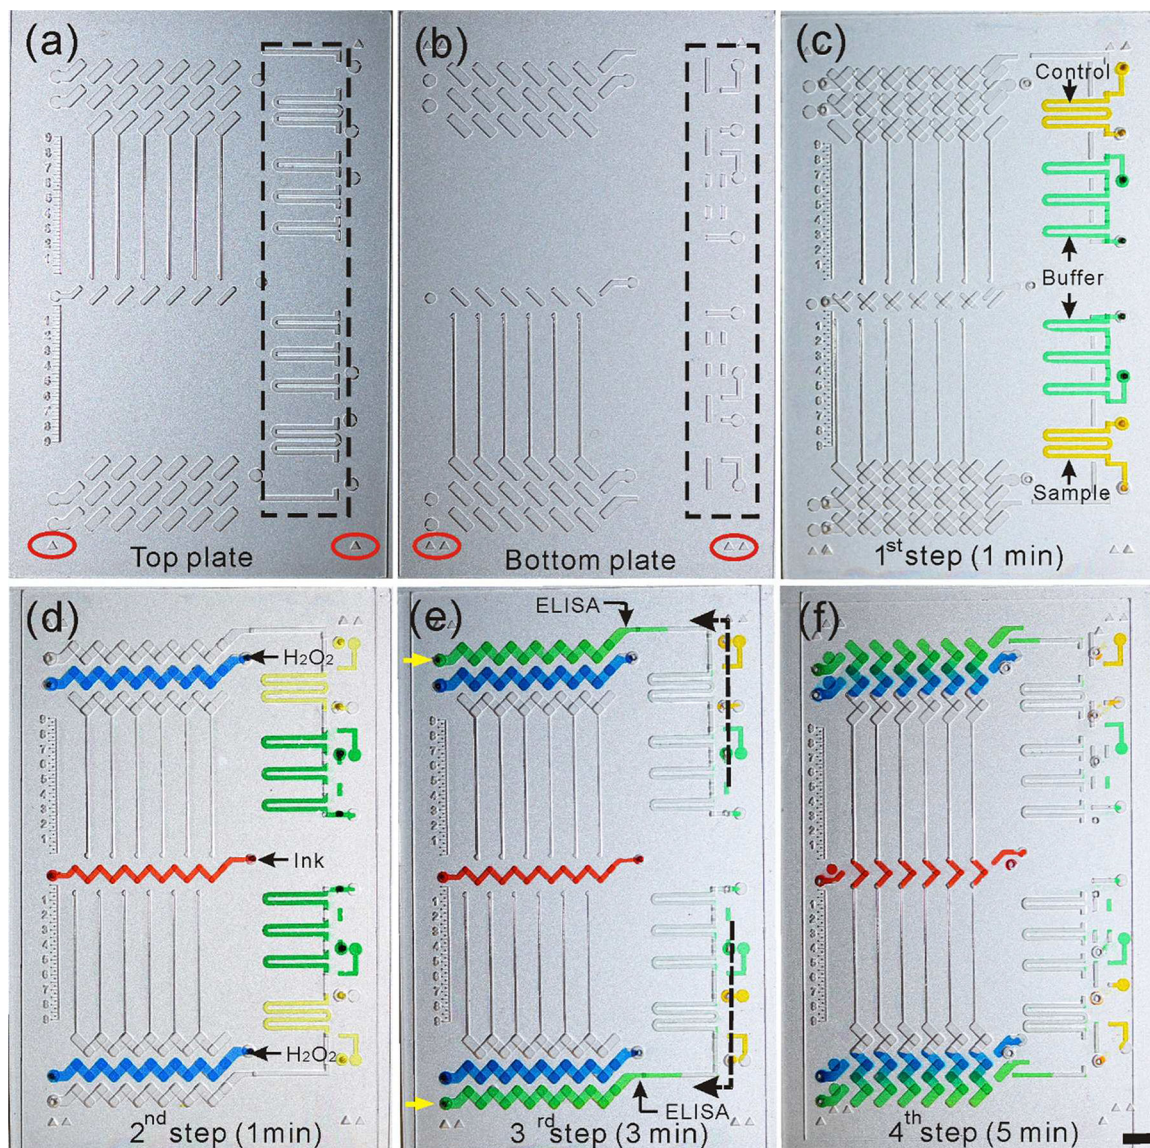 (a)
Top plate
(b)
Bottom plate
(c)
Control
Buffer
Sample
1st step (1 min)
(d)
H₂O₂
Ink
H₂O₂
2nd step (1min)
(e)
ELISA
ELISA
3rd step (3 min)
(f)
4th step (5 min)